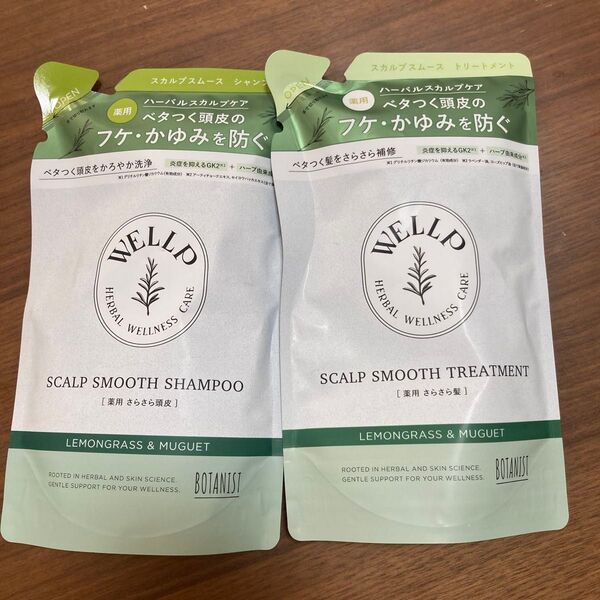 OPEN
スカルプスムース シャンプ
ハーバルスカルプケア
薬用
ベタつく頭皮の
フケ・かゆみを防ぐ
ベタつく頭皮をかろやか洗浄
炎症を抑えるGK2※1 + ハーブ由来成分※2
WELLP
HERBAL WELLNESS CARE
SCALP SMOOTH SHAMPOO
[ 薬用 さらさら頭皮 ]
LEMONGRASS & MUGUET
ROOTED IN HERBAL AND SKIN SCIENCE.
GENTLE SUPPORT FOR YOUR WELLNESS.
BOTANIST
OPEN
スカルプスムース トリートメント
ハーバルスカルプケア
薬用
ベタつく頭皮の
フケ・かゆみを防ぐ
ベタつく髪をさらさら補修
炎症を抑えるGK2※1 + ハーブ由来成分※2
WELLP
HERBAL WELLNESS CARE
SCALP SMOOTH TREATMENT
[ 薬用 さらさら髪 ]
LEMONGRASS & MUGUET
ROOTED IN HERBAL AND SKIN SCIENCE.
GENTLE SUPPORT FOR YOUR WELLNESS.
BOTANIST